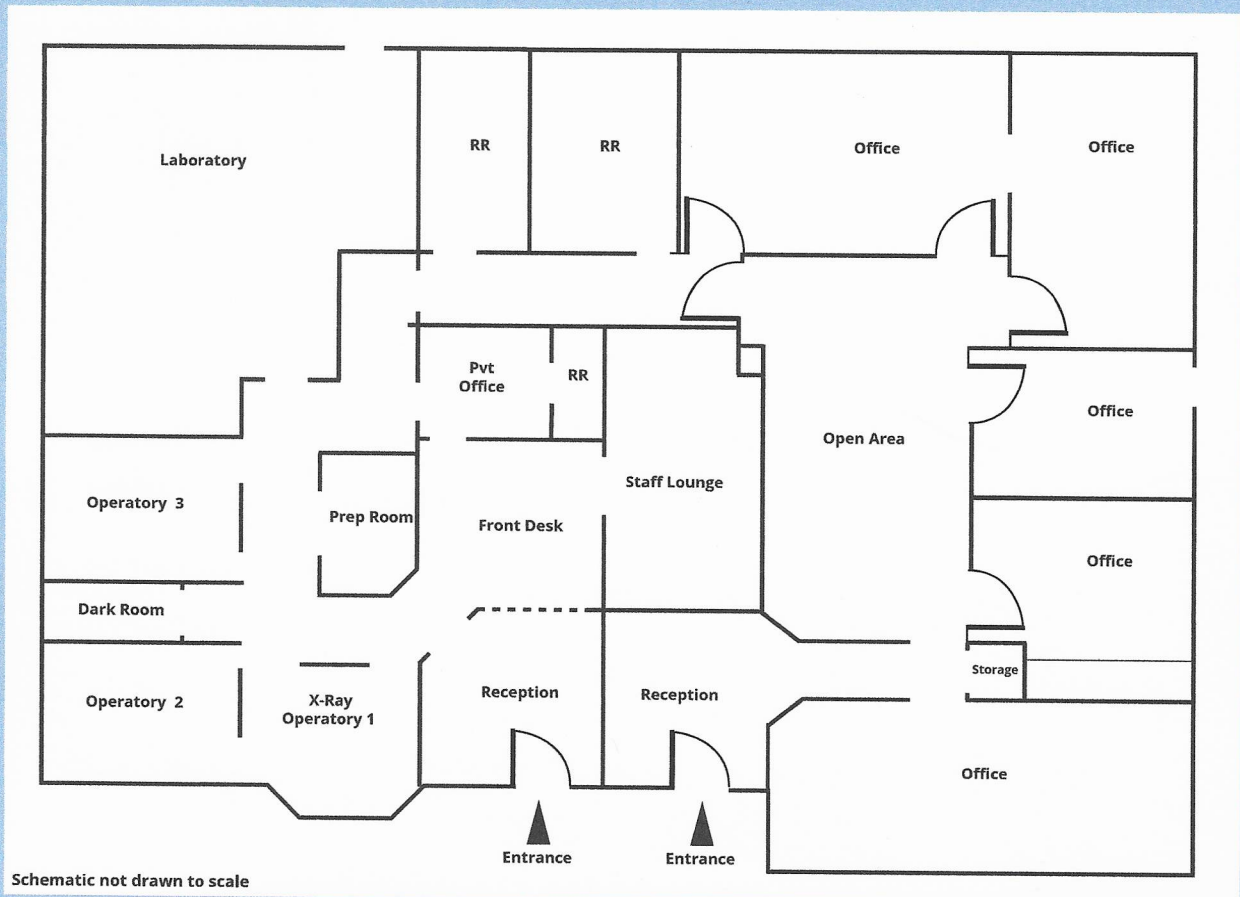 RR
RR
Office
Office
Laboratory
Pvt
Office
RR
Office
Open Area
Staff Lounge
Operatory  3
Prep Room
Front Desk
Office
Dark Room
Storage
Operatory  2
X-Ray
Operatory 1
Reception
Reception
Office
Entrance
Entrance
Schematic not drawn to scale